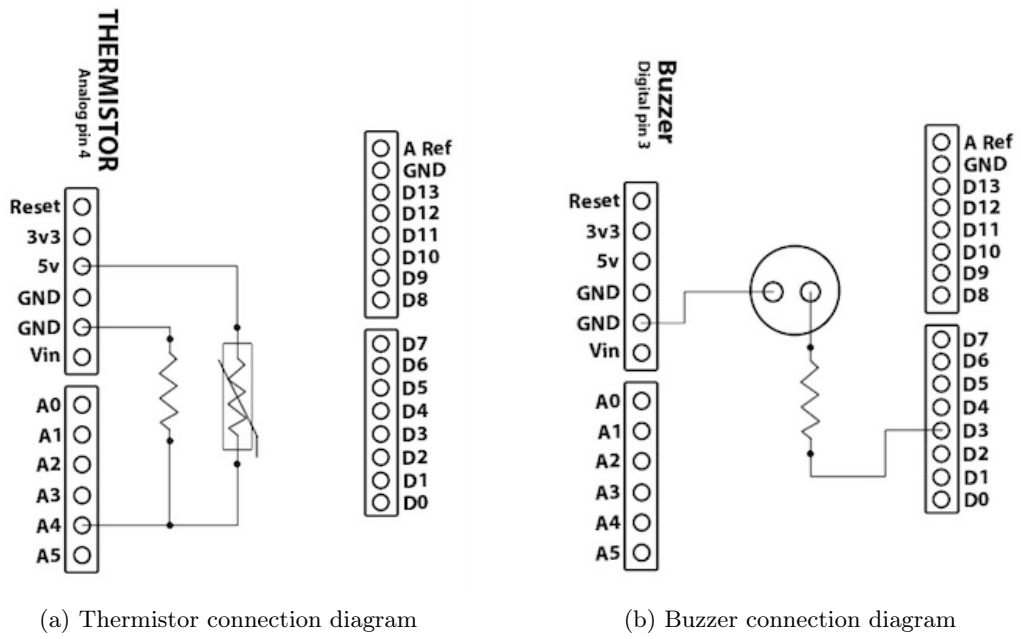 THERMISTOR
Analog pin 4
Reset
3v3
5v
GND
GND
Vin
A0
A1
A2
A3
A4
A5
A Ref
GND
D13
D12
D11
D10
D9
D8
D7
D6
D5
D4
D3
D2
D1
D0
(a) Thermistor connection diagram
Buzzer
Digital pin 3
Reset
3v3
5v
GND
GND
Vin
A0
A1
A2
A3
A4
A5
A Ref
GND
D13
D12
D11
D10
D9
D8
D7
D6
D5
D4
D3
D2
D1
D0
(b) Buzzer connection diagram